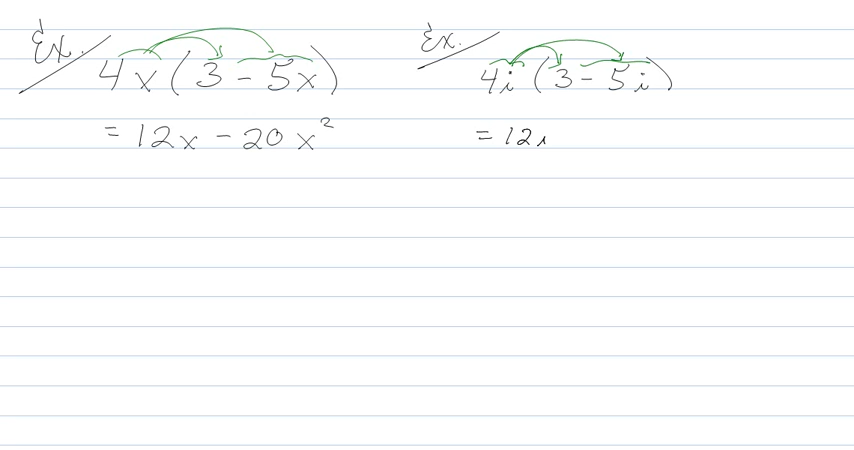 Ex.
4x(3 - 5x)
= 12x - 20x²
Ex.
4i(3 - 5i)
= 12i